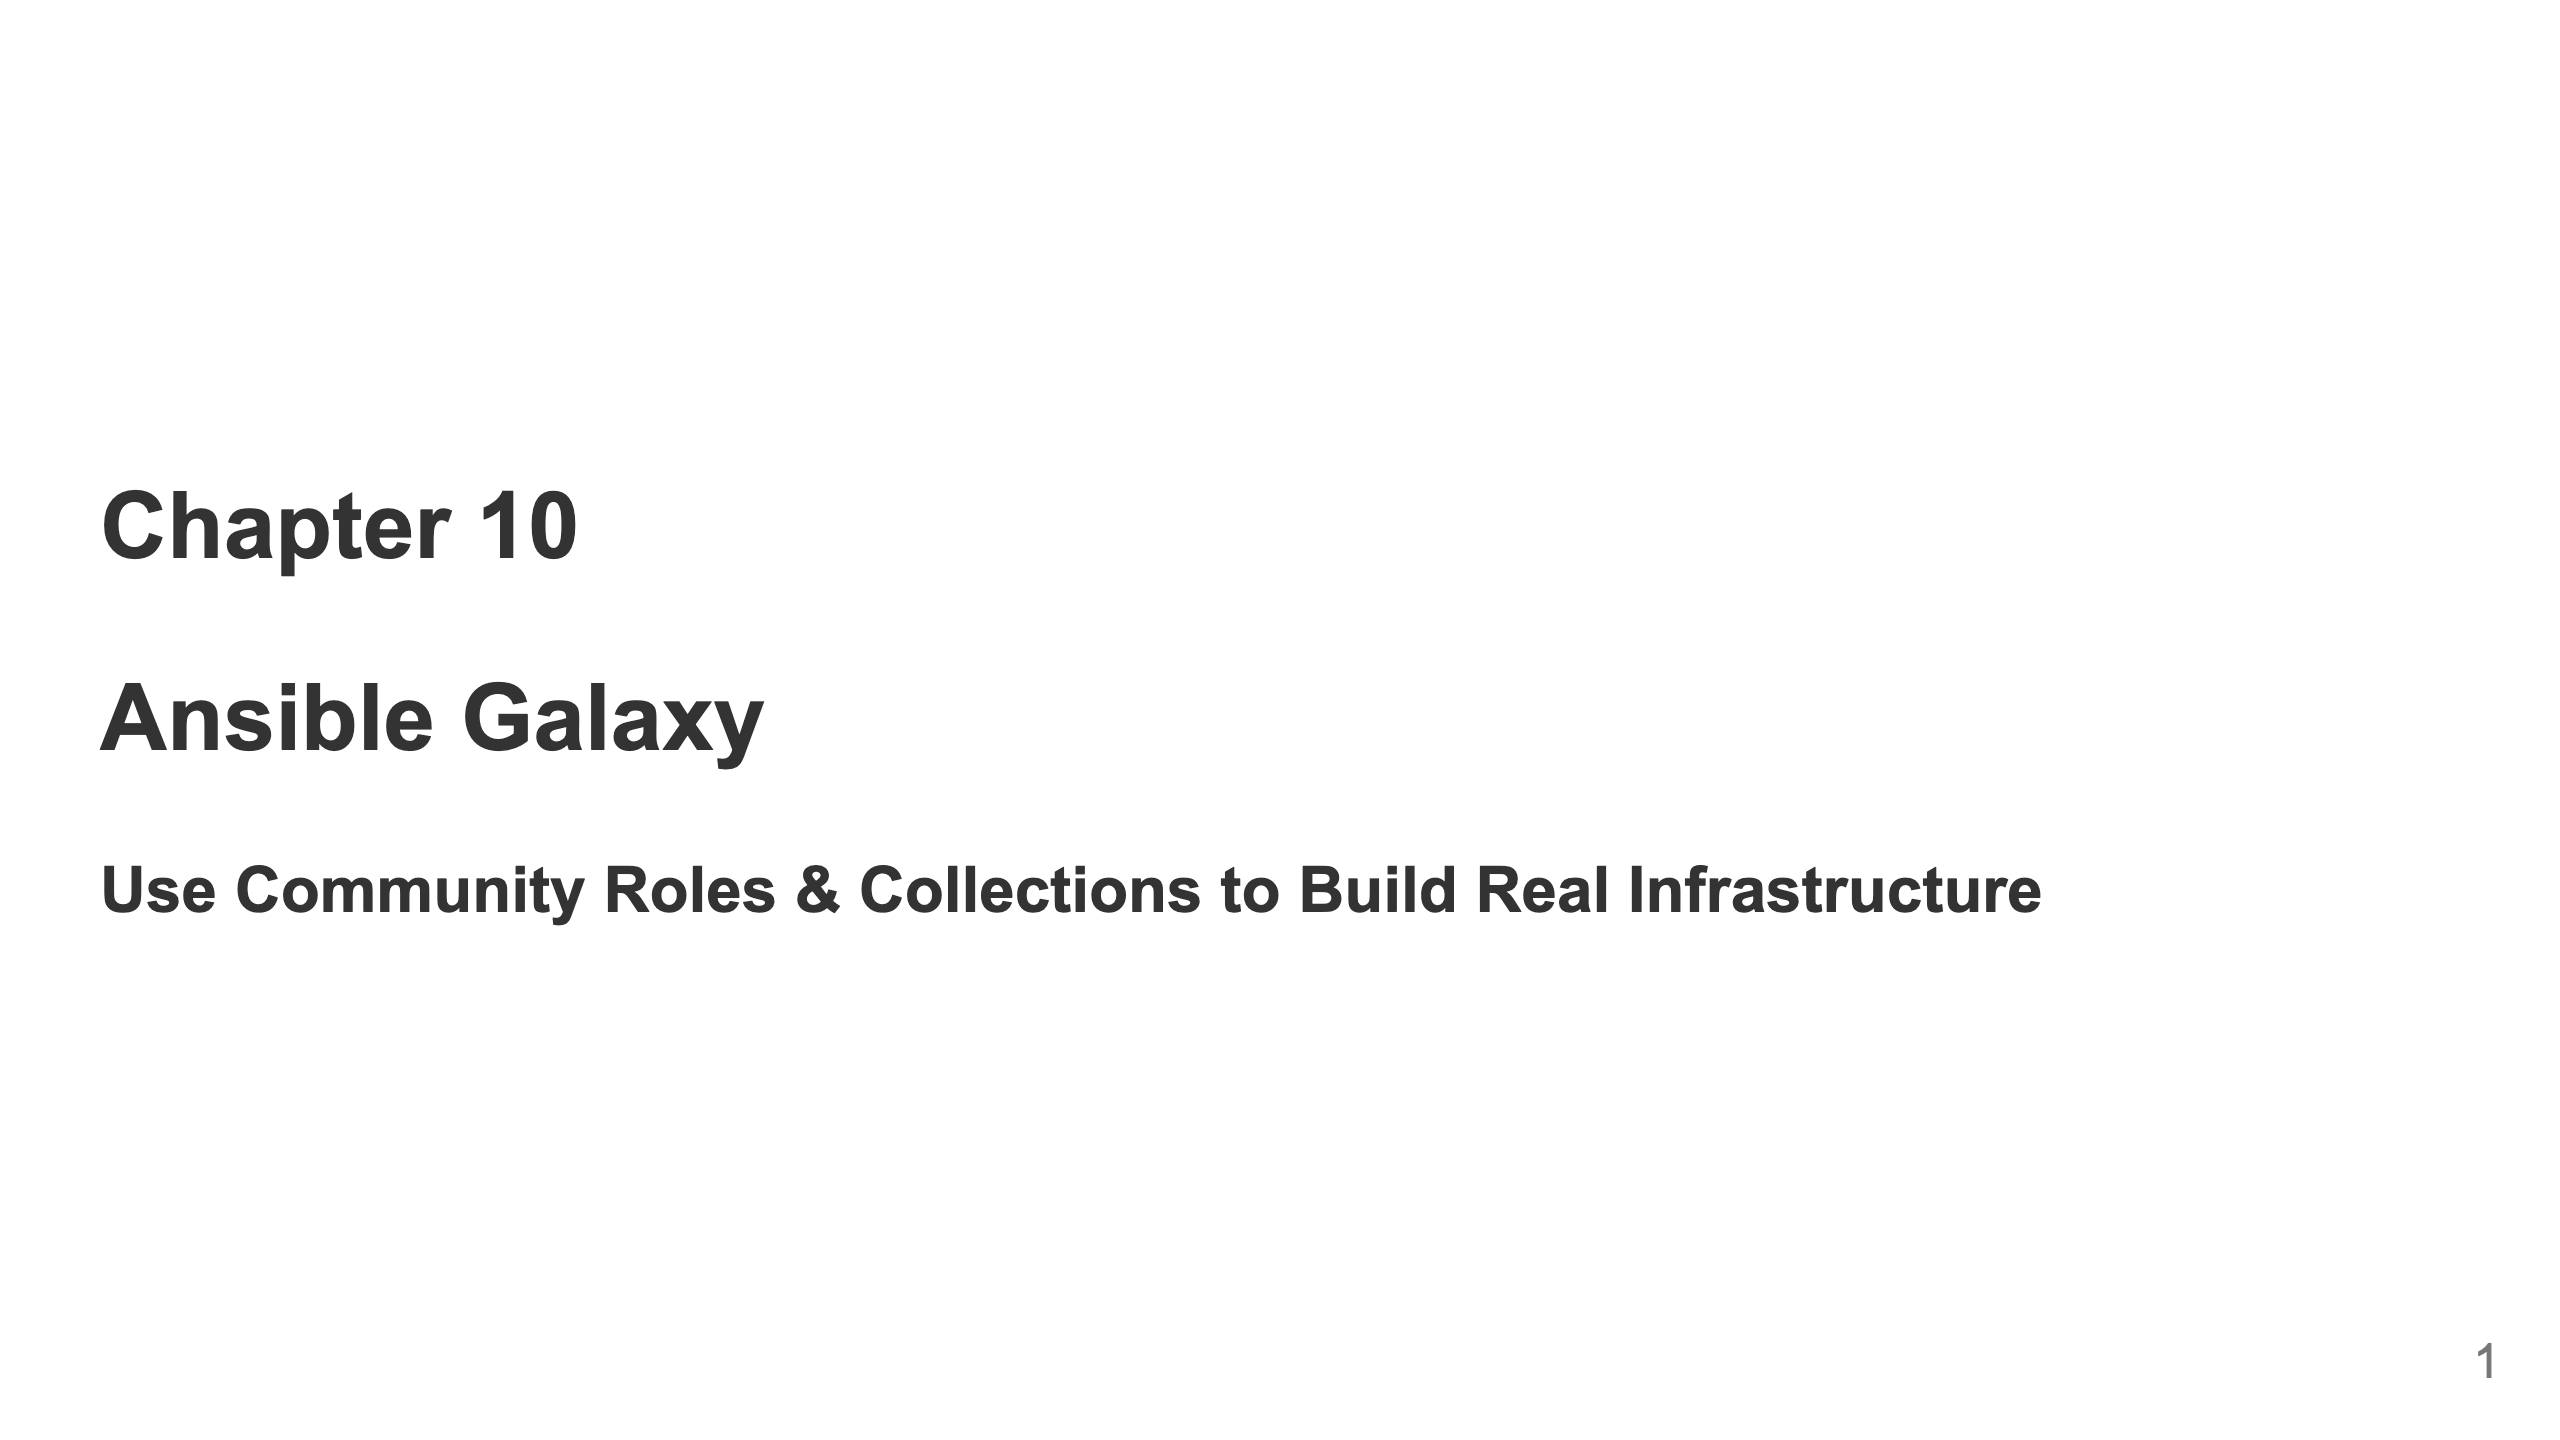 Chapter 10
Ansible Galaxy
Use Community Roles & Collections to Build Real Infrastructure
1